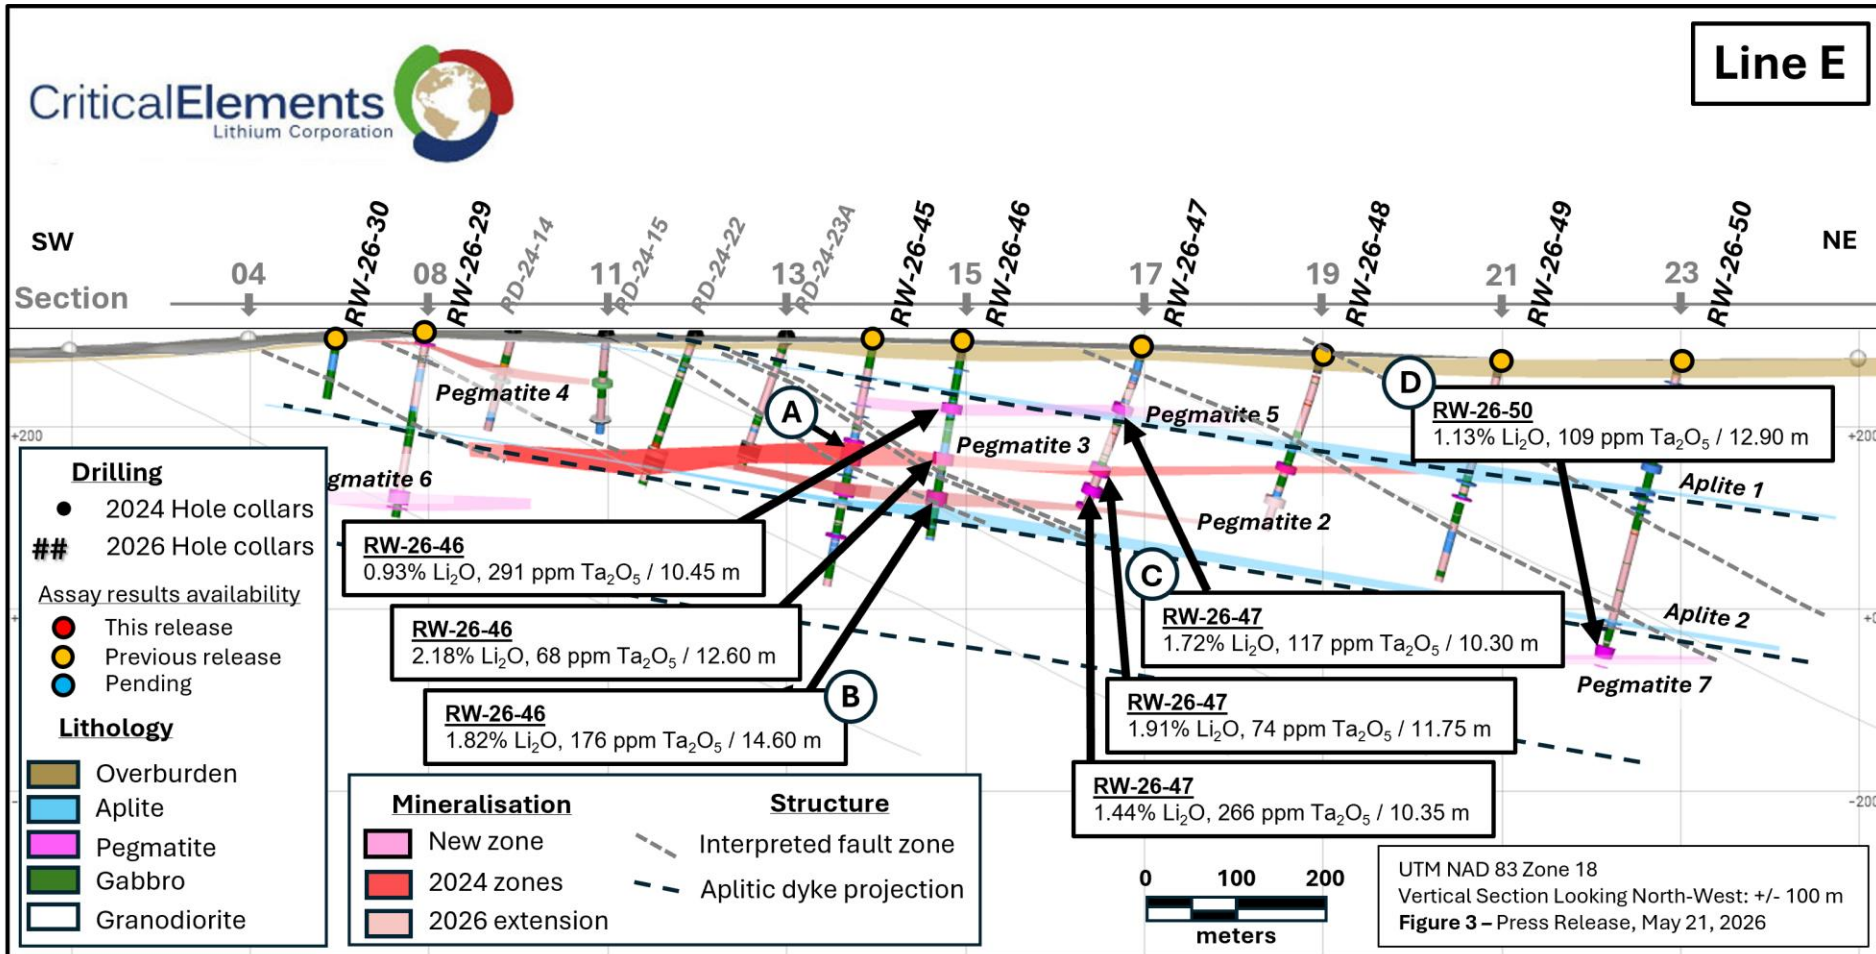 Line E
CriticalElements
Lithium Corporation
SW
NE
RW-26-30
RW-26-29
RD-24-14
RD-24-15
RD-24-22
RD-24-23A
RW-26-45
RW-26-46
RW-26-47
RW-26-48
RW-26-49
RW-26-50
Section
04
08
11
13
15
17
19
21
23
+200
+200
-200
Pegmatite 4
Pegmatite 5
Pegmatite 3
gmatite 6
Pegmatite 2
Aplite 1
Aplite 2
Pegmatite 7
A
B
C
D
RW-26-50
1.13% Li₂O, 109 ppm Ta₂O₅ / 12.90 m
RW-26-46
0.93% Li₂O, 291 ppm Ta₂O₅ / 10.45 m
RW-26-46
2.18% Li₂O, 68 ppm Ta₂O₅ / 12.60 m
RW-26-46
1.82% Li₂O, 176 ppm Ta₂O₅ / 14.60 m
RW-26-47
1.72% Li₂O, 117 ppm Ta₂O₅ / 10.30 m
RW-26-47
1.91% Li₂O, 74 ppm Ta₂O₅ / 11.75 m
RW-26-47
1.44% Li₂O, 266 ppm Ta₂O₅ / 10.35 m
Drilling
2024 Hole collars
## 2026 Hole collars
Assay results availability
This release
Previous release
Pending
Lithology
Overburden
Aplite
Pegmatite
Gabbro
Granodiorite
Mineralisation
New zone
2024 zones
2026 extension
Structure
Interpreted fault zone
Aplitic dyke projection
0 100 200
meters
UTM NAD 83 Zone 18
Vertical Section Looking North-West: +/- 100 m
Figure 3 – Press Release, May 21, 2026